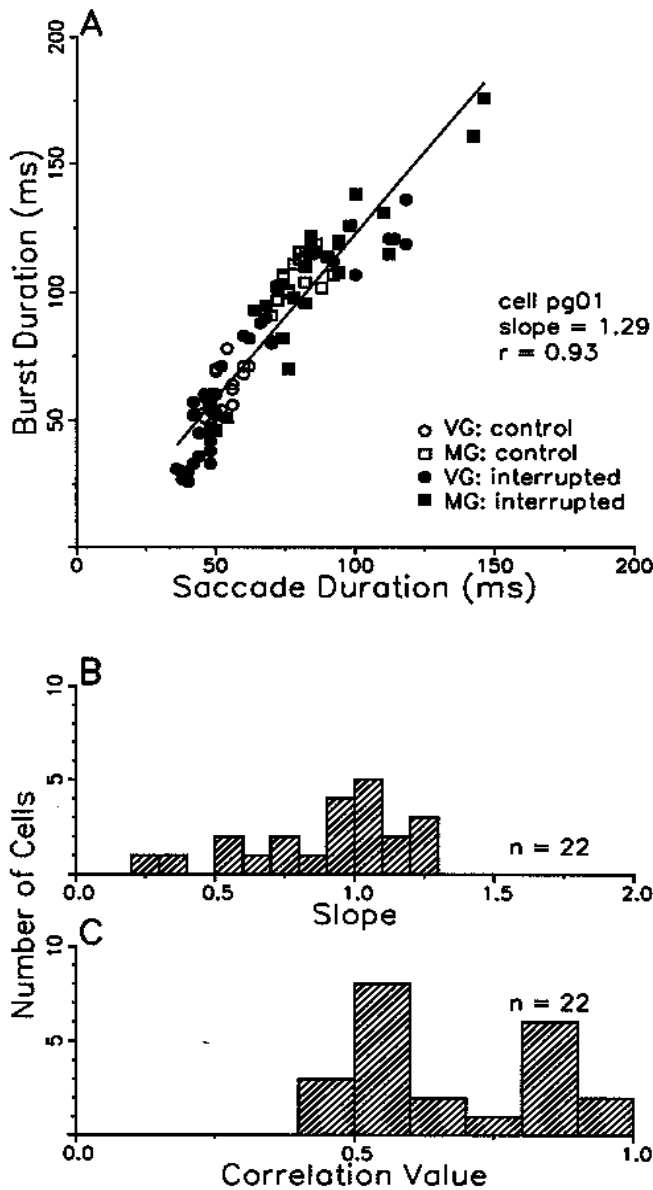 A
200
150
100
50
Burst Duration (ms)
cell pg01
slope = 1.29
r = 0.93
VG: control
MG: control
VG: interrupted
MG: interrupted
0 50 100 150 200
Saccade Duration (ms)
B
10
5
n = 22
0.0 0.5 1.0 1.5 2.0
Slope
Number of Cells
C
10
5
n = 22
0.0 0.5 1.0
Correlation Value